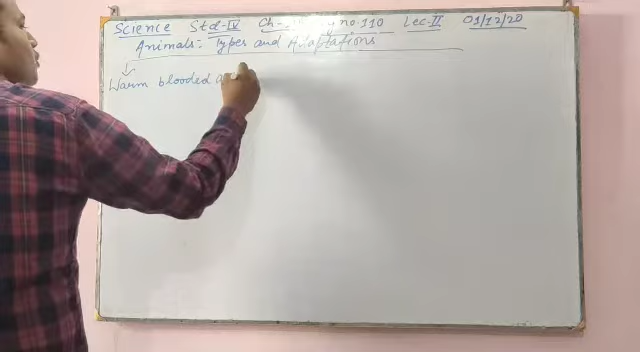 Science Std-IV Ch- no. 110 Lec-II 01/12/20
Animals: Types and Adaptations
Warm blooded a